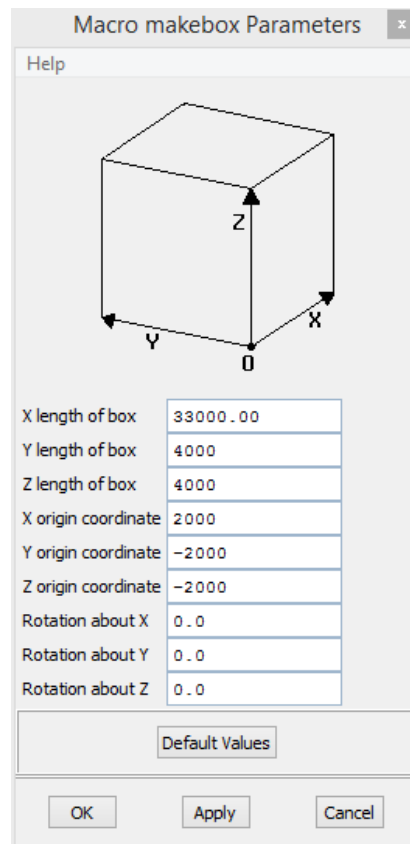 Macro makebox Parameters x
Help
Z
X
Y
0
X length of box 33000.00
Y length of box 4000
Z length of box 4000
X origin coordinate 2000
Y origin coordinate -2000
Z origin coordinate -2000
Rotation about X 0.0
Rotation about Y 0.0
Rotation about Z 0.0
Default Values
OK Apply Cancel